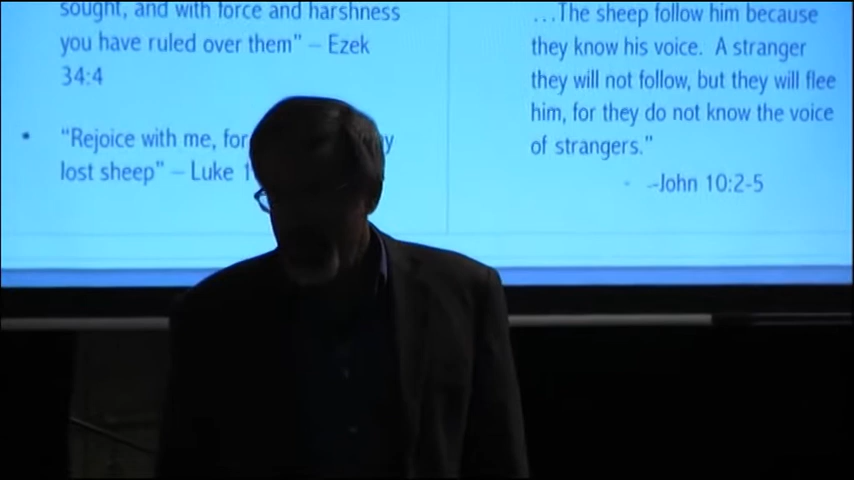 sought, and with force and harshness
you have ruled over them" – Ezek
34:4
• "Rejoice with me, for
lost sheep" – Luke 1
…The sheep follow him because
they know his voice. A stranger
they will not follow, but they will flee
him, for they do not know the voice
of strangers."
- –John 10:2-5